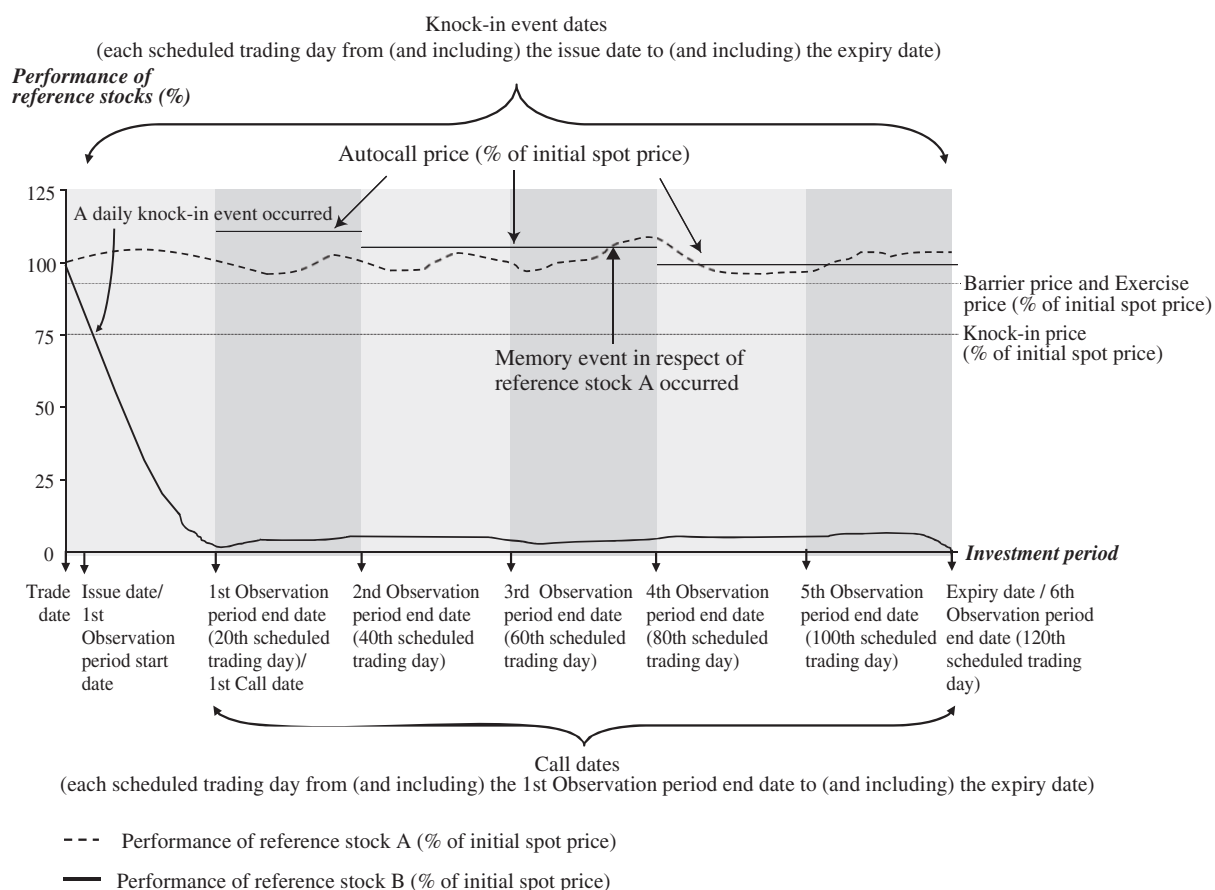 Knock-in event dates
(each scheduled trading day from (and including) the issue date to (and including) the expiry date)
Performance of
reference stocks (%)
Autocall price (% of initial spot price)
125
A daily knock-in event occurred
100
Barrier price and Exercise
price (% of initial spot price)
75
Knock-in price
(% of initial spot price)
Memory event in respect of
reference stock A occurred
50
25
0
Investment period
Trade
date
Issue date/
1st
Observation
period start
date
1st Observation
period end date
(20th scheduled
trading day)/
1st Call date
2nd Observation
period end date
(40th scheduled
trading day)
3rd Observation
period end date
(60th scheduled
trading day)
4th Observation
period end date
(80th scheduled
trading day)
5th Observation
period end date
(100th scheduled
trading day)
Expiry date / 6th
Observation period
end date (120th
scheduled trading
day)
Call dates
(each scheduled trading day from (and including) the 1st Observation period end date to (and including) the expiry date)
Performance of reference stock A (% of initial spot price)
Performance of reference stock B (% of initial spot price)